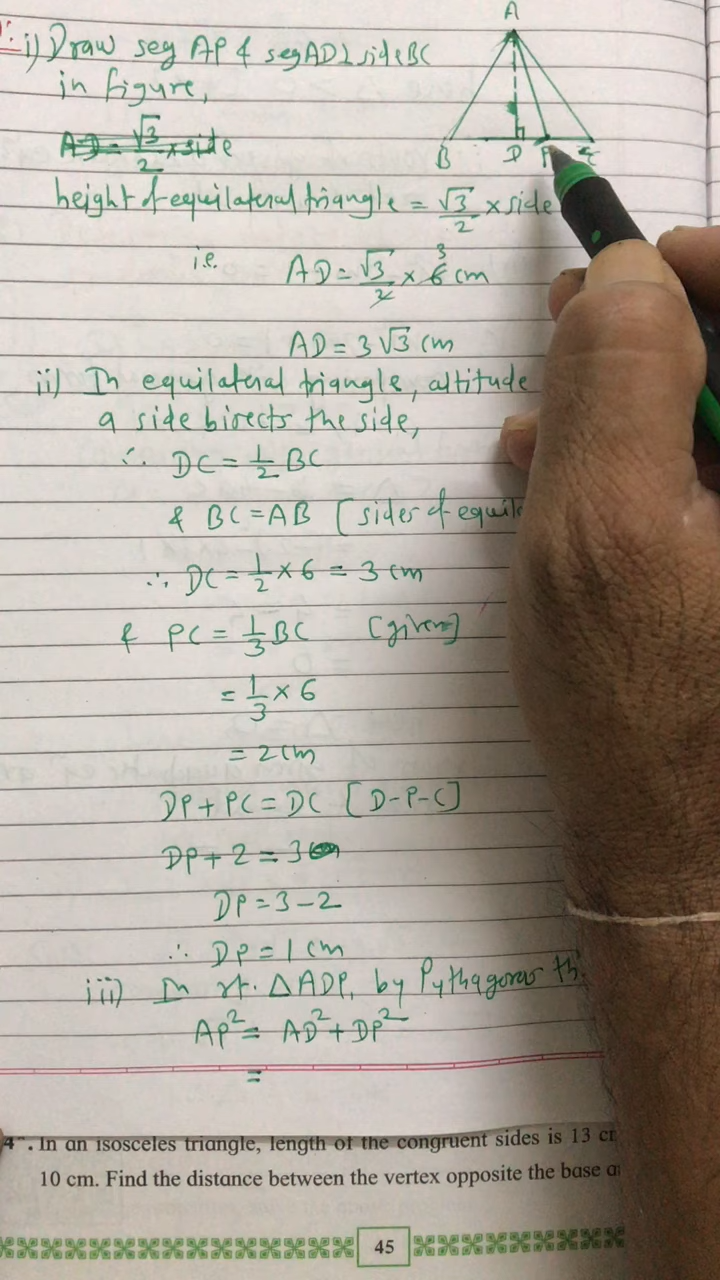 i) Draw seg AP & seg AD ⊥ side BC
in figure,
AD = √3/2 × side
A
B D P C
height of equilateral triangle = √3/2 × side
i.e. AD = √3/2 × 6 3 cm
AD = 3√3 cm
ii) In equilateral triangle, altitude
a side bisects the side,
∴ DC = 1/2 BC
& BC = AB [sides of equil
∴ DC = 1/2 × 6 = 3 cm
& PC = 1/3 BC [given]
= 1/3 × 6
= 2 cm
DP + PC = DC [D-P-C]
DP + 2 = 3
DP = 3 - 2
∴ DP = 1 cm
iii) In rt. △ADP, by Pythagoras th
AP² = AD² + DP²
=
4 . In an isosceles triangle, length of the congruent sides is 13 c
10 cm. Find the distance between the vertex opposite the base a
45